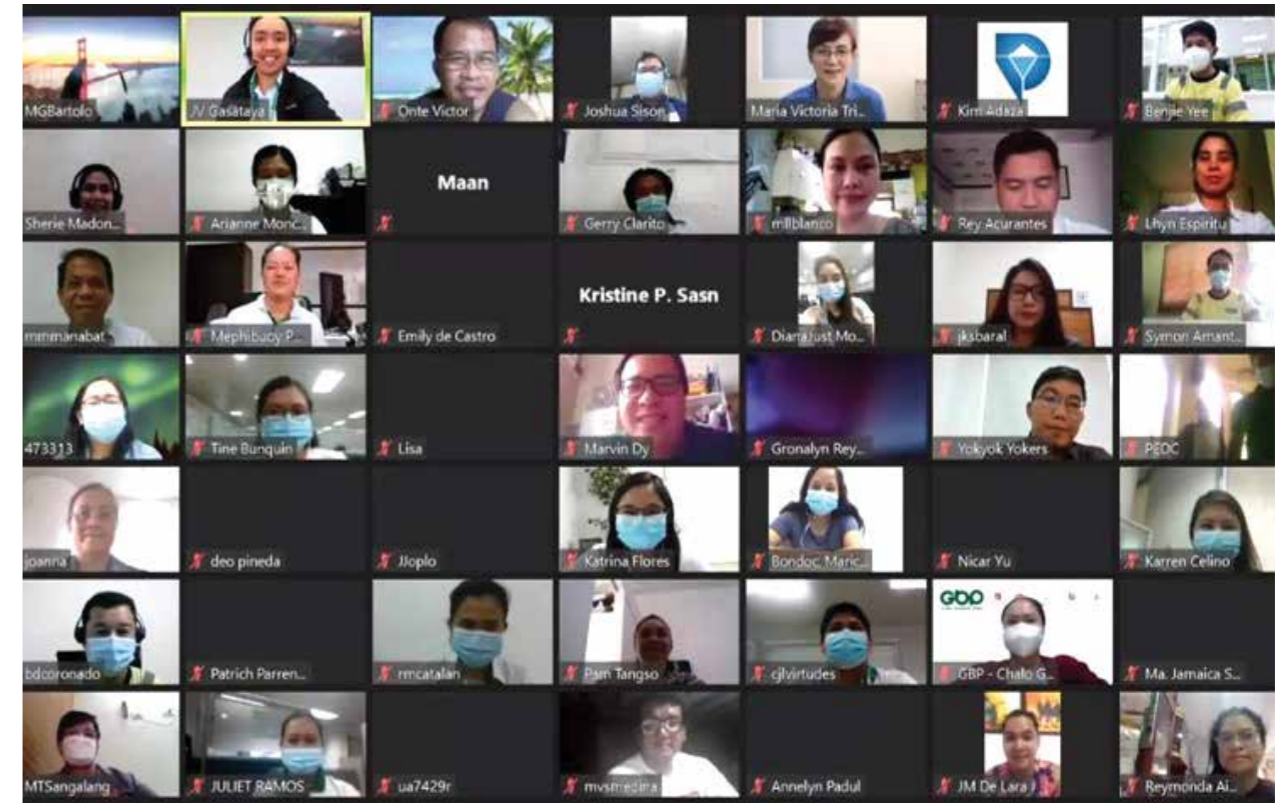 MGBartolo
JV Gasataya
Onte Victor
Joshua Sison
Maria Victoria Tri...
Kim Adaza
Benjie Yee
Sherie Madon...
Arianne Monc...
Maan
Gerry Clarito
mllblanco
Rey Acurantes
Lhyn Espiritu
mmmanabat
Mephibuoy P...
Emily de Castro
Kristine P. Sasn
DianaJust Mo...
jksbaral
Symon Amant...
473313
Tine Bunquin
Lisa
Marvin Dy
Gronalyn Rey...
Yokyok Yokers
PEDC
joanna
deo pineda
JJoplo
Katrina Flores
Bondoc, Maric...
Nicar Yu
Karren Celino
bdcoronado
Patrich Parren...
rmcatalan
Pam Tangso
cjlvirtudes
GBP
GBP - Chalo G...
Ma. Jamaica S...
MTSangalang
JULIET RAMOS
ua7429r
mvsmedina
Annelyn Padul
JM De Lara
Reymonda Ai...